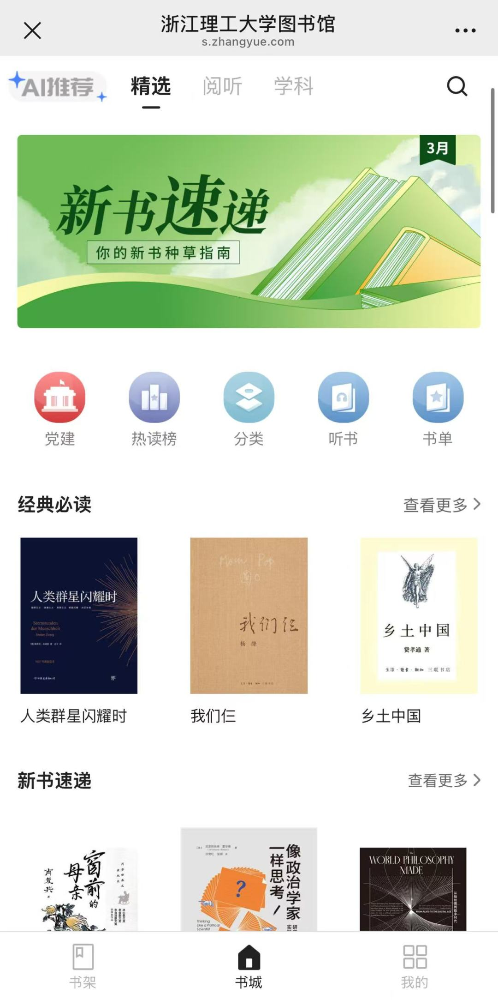 浙江理工大学图书馆
s.zhangyue.com
AI推荐
精选
阅听
学科
3月
新书速递
你的新书种草指南
党建
热读榜
分类
听书
书单
经典必读
查看更多
人类群星闪耀时
Sternstunden
der Menschheit
Stefan Zweig
Mom Pop
我们仨
杨绛
乡土中国
费孝通 著
生活·读书·新知 三联书店
人类群星闪耀时
我们仨
乡土中国
新书速递
查看更多
窗前的
母亲
肖复兴
像政治学家
一样思考
?
Thinking
Like a Political
Scientist
The
WORLD PHILOSOPHY
MADE
FROM PLATO TO THE DIGITAL AGE
从柏拉图到数字时代
书架
书城
我的